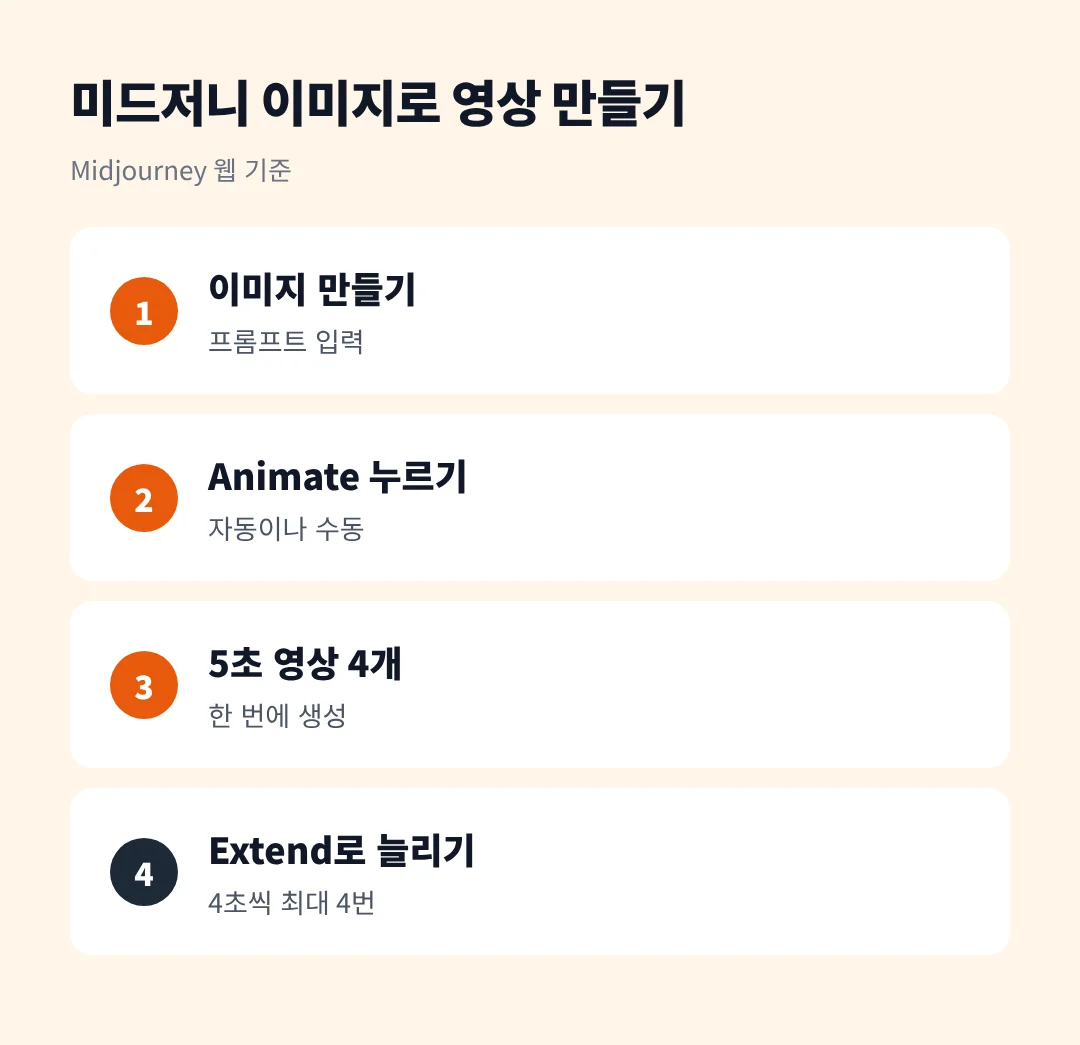 미드저니 이미지로 영상 만들기
Midjourney 웹 기준
1
이미지 만들기
프롬프트 입력
2
Animate 누르기
자동이나 수동
3
5초 영상 4개
한 번에 생성
4
Extend로 늘리기
4초씩 최대 4번